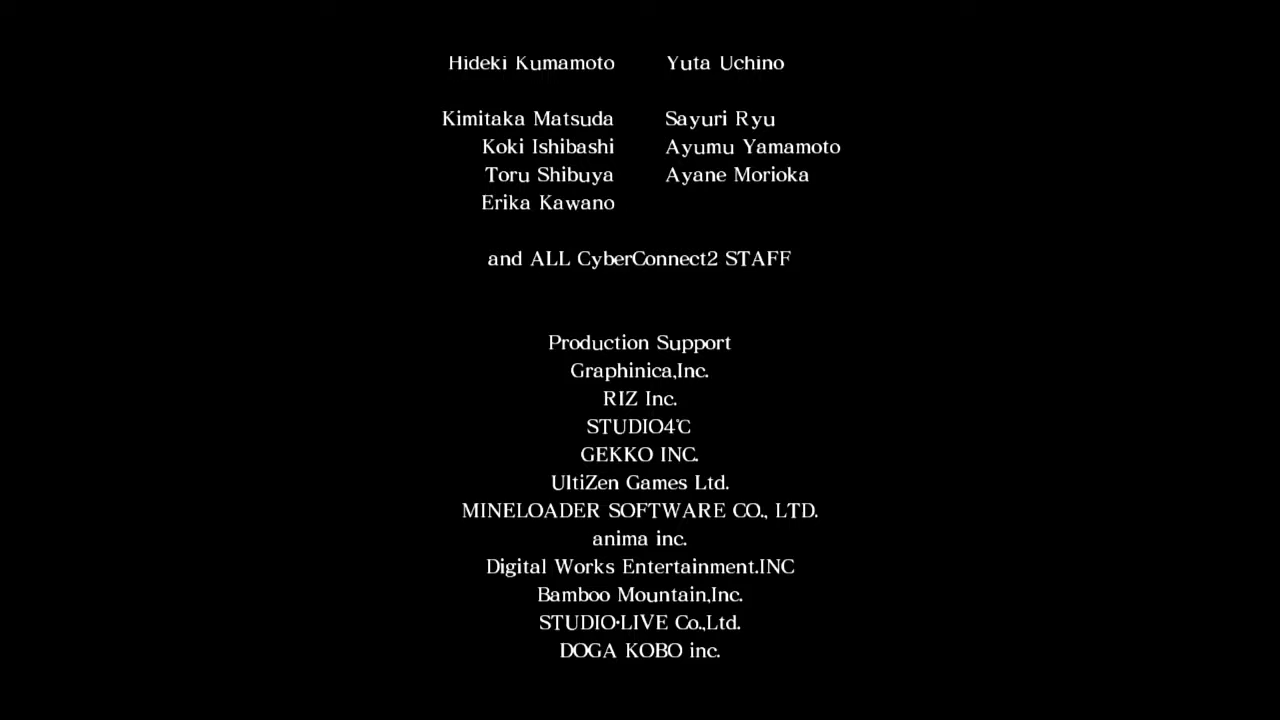 Hideki Kumamoto Yuta Uchino
Kimitaka Matsuda Sayuri Ryu
Koki Ishibashi Ayumu Yamamoto
Toru Shibuya Ayane Morioka
Erika Kawano
and ALL CyberConnect2 STAFF
Production Support
Graphinica,Inc.
RIZ Inc.
STUDIO4℃
GEKKO INC.
UltiZen Games Ltd.
MINELOADER SOFTWARE CO., LTD.
anima inc.
Digital Works Entertainment.INC
Bamboo Mountain,Inc.
STUDIO・LIVE Co.,Ltd.
DOGA KOBO inc.